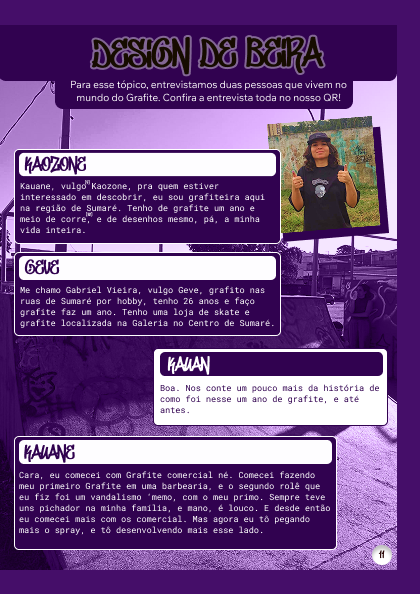 DESIGN DE BEIRA
Para esse tópico, entrevistamos duas pessoas que vivem no
mundo do Grafite. Confira a entrevista toda no nosso QR!
KAOZONE
Kauane, vulgo Kaozone, pra quem estiver
interessado em descobrir, eu sou grafiteira aqui
na região de Sumaré. Tenho de grafite um ano e
meio de corre, e de desenhos mesmo, pá, a minha
vida inteira.
GEVE
Me chamo Gabriel Vieira, vulgo Geve, grafito nas
ruas de Sumaré por hobby, tenho 26 anos e faço
grafite faz um ano. Tenho uma loja de skate e
grafite localizada na Galeria no Centro de Sumaré.
KAUAN
Boa. Nos conte um pouco mais da história de
como foi nesse um ano de grafite, e até
antes.
KAUANE
Cara, eu comecei com Grafite comercial né. Comecei fazendo
meu primeiro Grafite em uma barbearia, e o segundo rolê que
eu fiz foi um vandalismo 'memo, com o meu primo. Sempre teve
uns pichador na minha família, e mano, é louco. E desde então
eu comecei mais com os comercial. Mas agora eu tô pegando
mais o spray, e tô desenvolvendo mais esse lado.
11